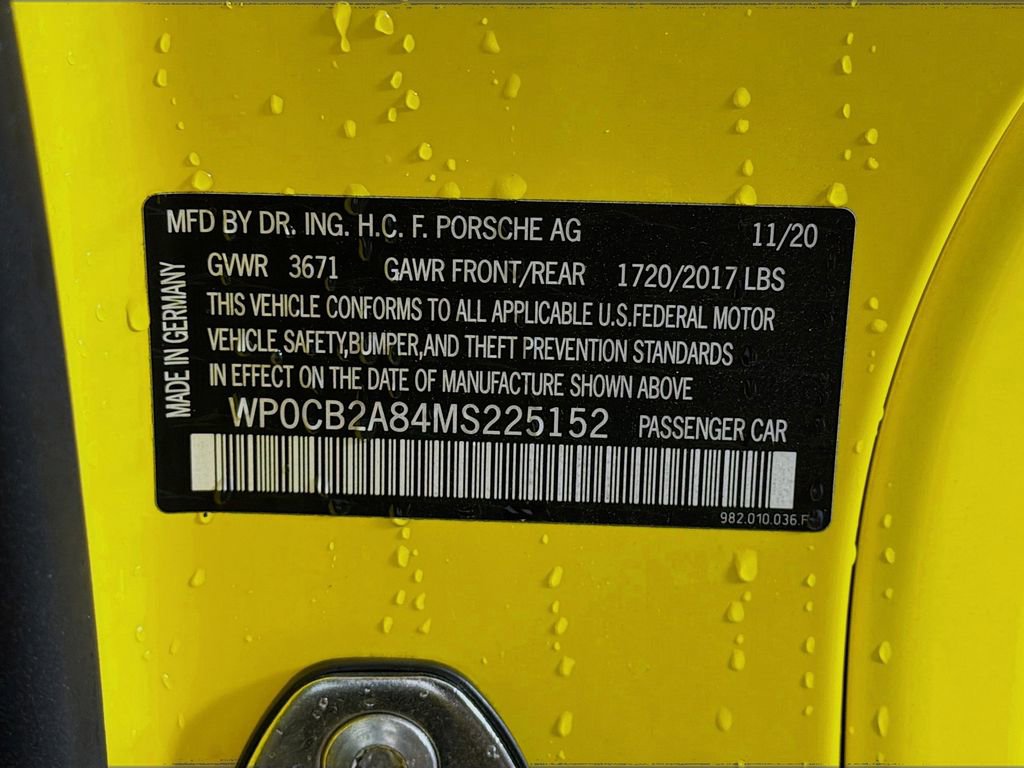 MFD BY DR. ING. H.C. F. PORSCHE AG 11/20
GVWR 3671 GAWR FRONT/REAR 1720/2017 LBS
THIS VEHICLE CONFORMS TO ALL APPLICABLE U.S.FEDERAL MOTOR
VEHICLE,SAFETY,BUMPER,AND THEFT PREVENTION STANDARDS
IN EFFECT ON THE DATE OF MANUFACTURE SHOWN ABOVE
WP0CB2A84MS225152 PASSENGER CAR
982.010.036.F
MADE IN GERMANY